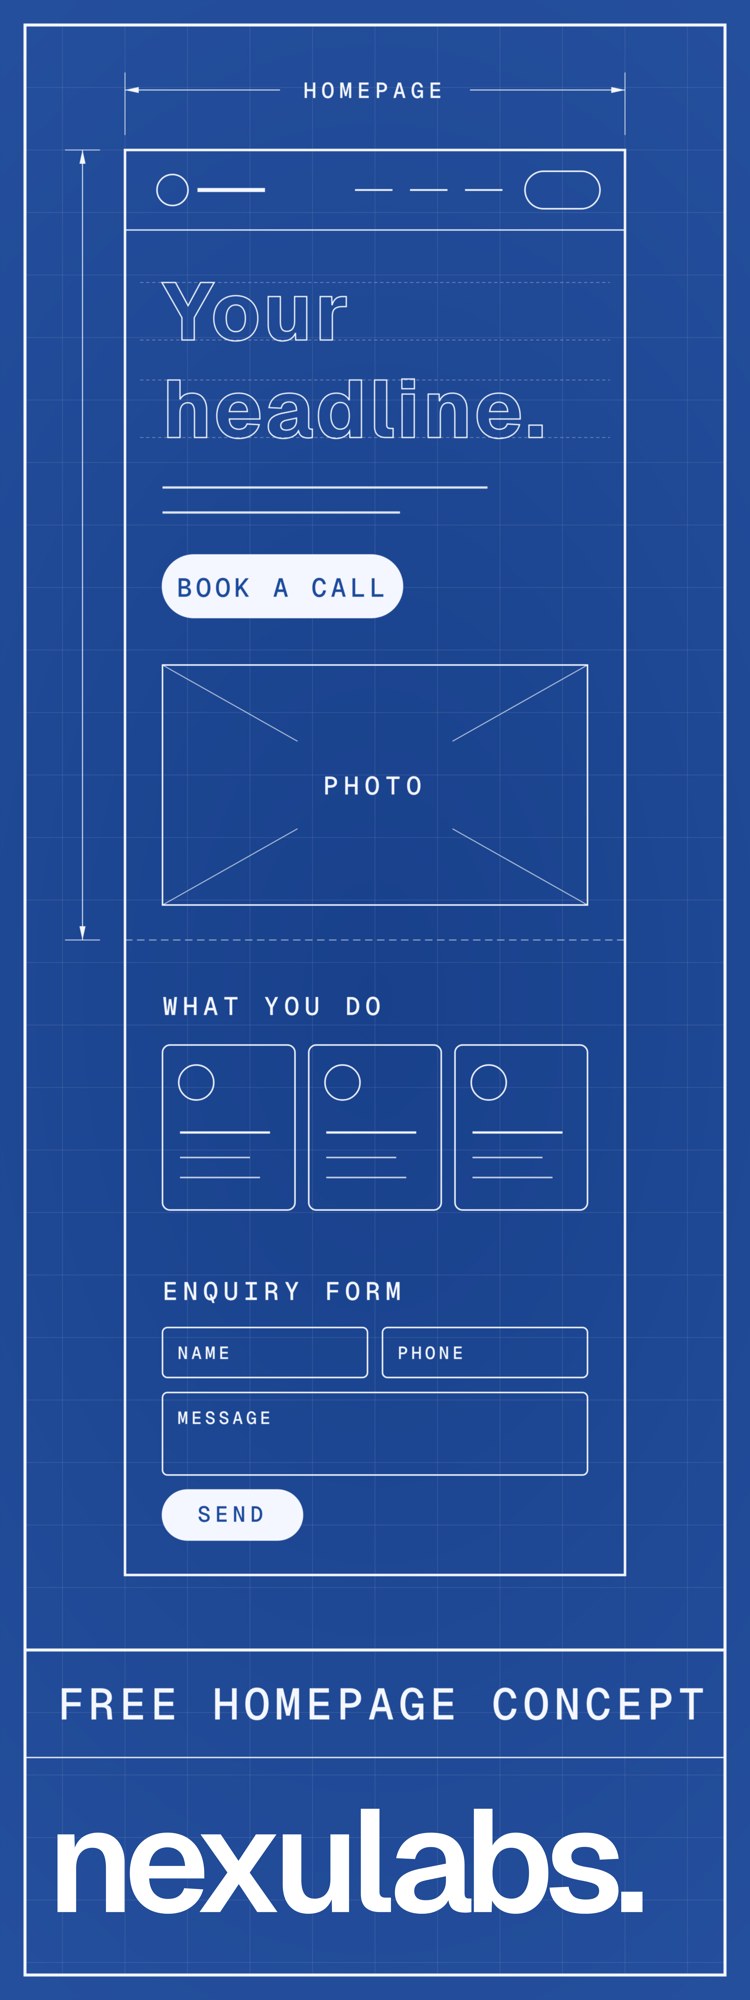 HOMEPAGE
Your
headline.
BOOK A CALL
PHOTO
WHAT YOU DO
ENQUIRY FORM
NAME PHONE
MESSAGE
SEND
FREE HOMEPAGE CONCEPT
nexulabs.